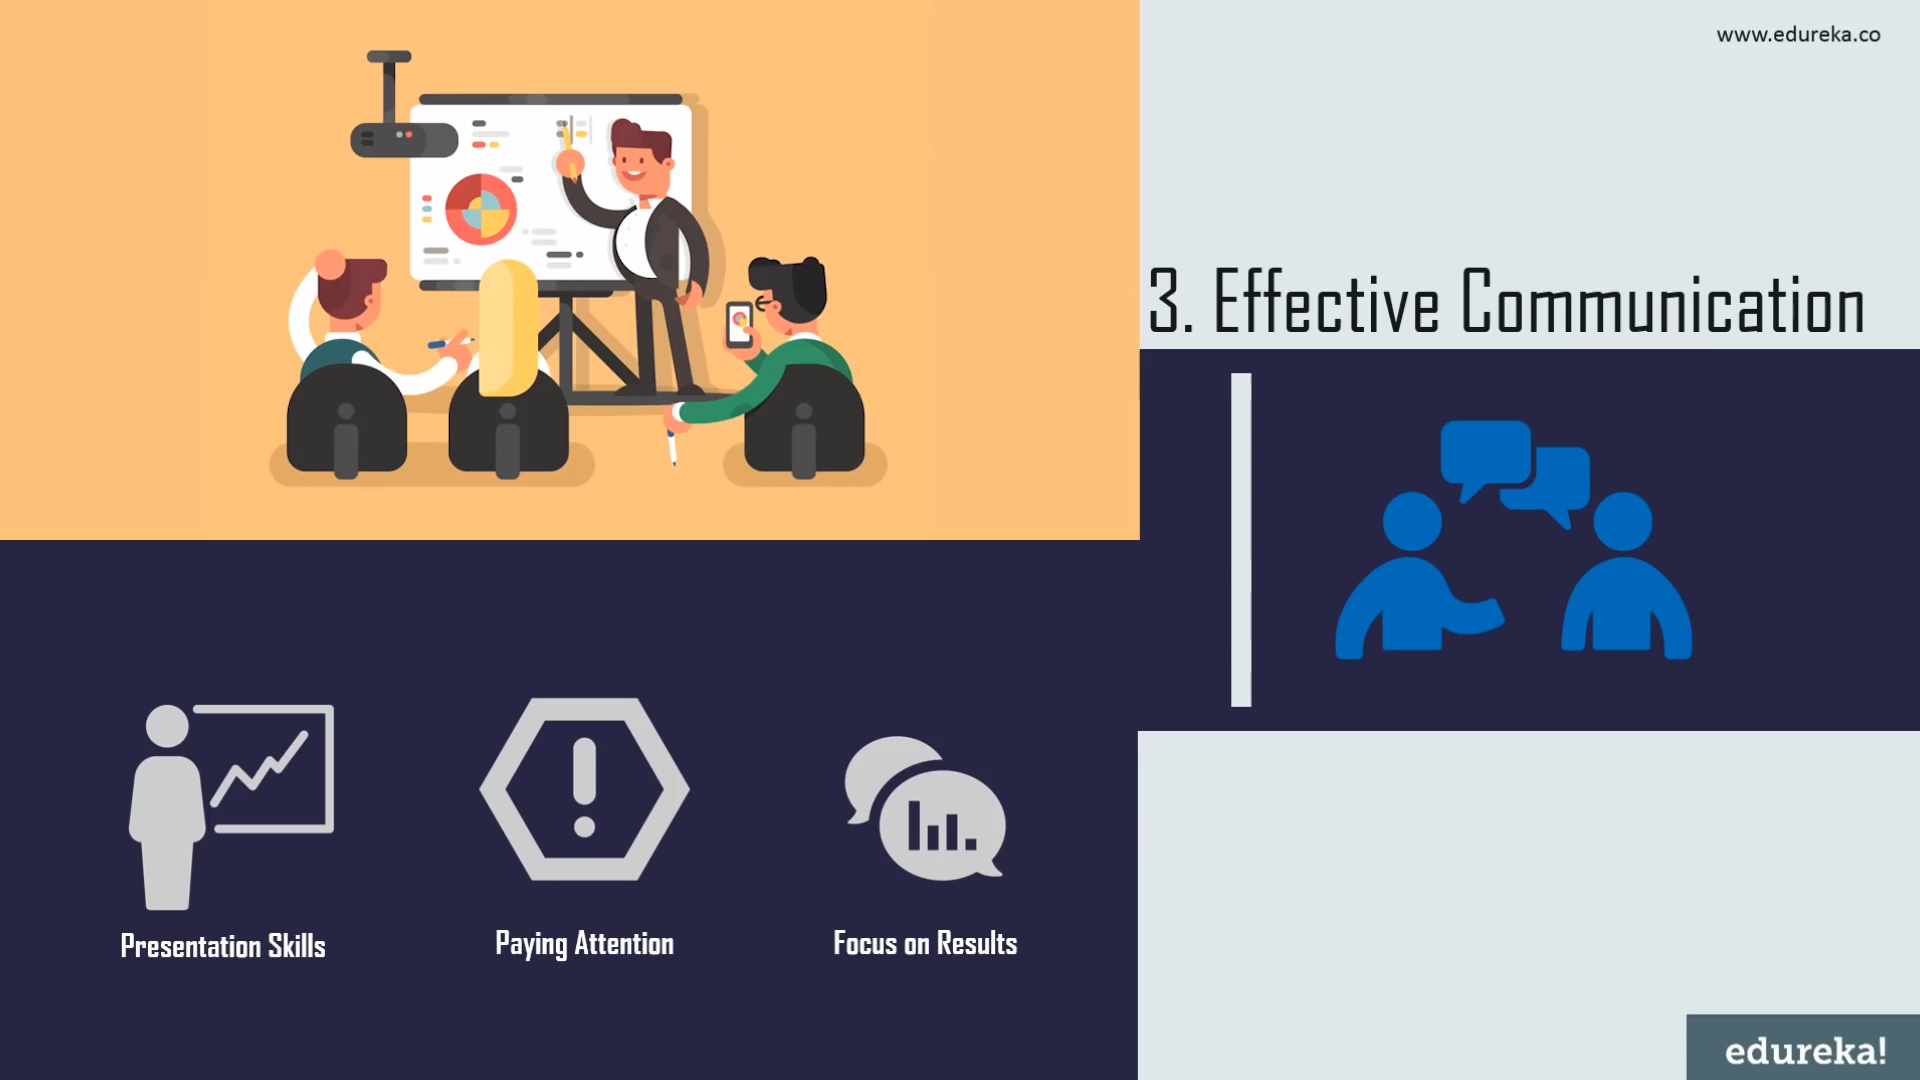 www.edureka.co
3. Effective Communication
Presentation Skills
Paying Attention
Focus on Results
edureka!